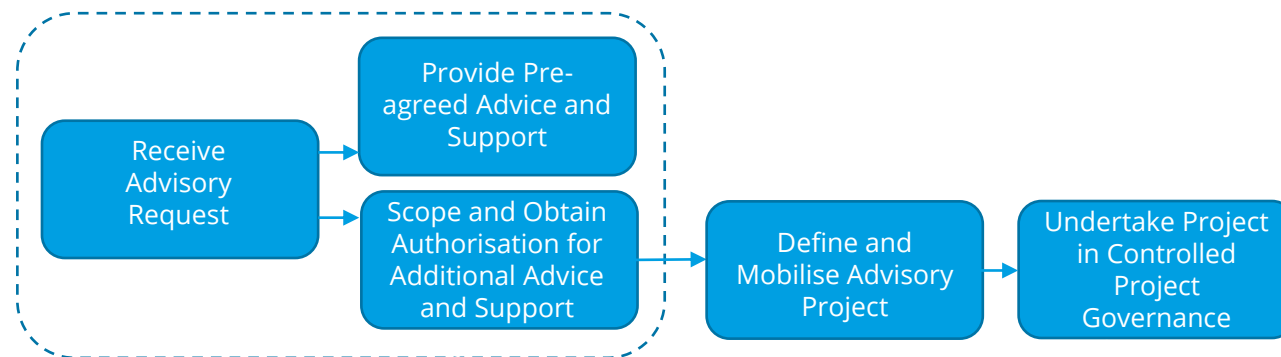 Receive
Advisory
Request
Provide Pre-
agreed Advice and
Support
Scope and Obtain
Authorisation for
Additional Advice
and Support
Define and
Mobilise Advisory
Project
Undertake Project
in Controlled
Project
Governance